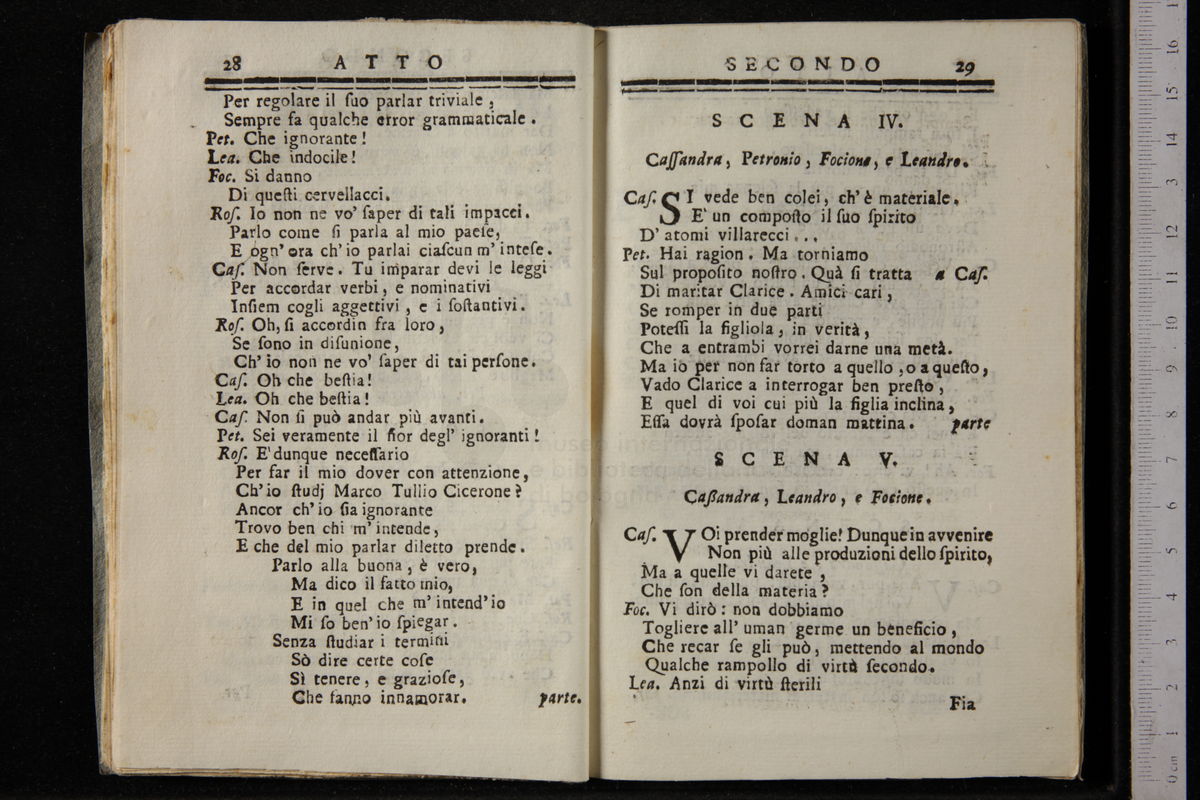 28 ATTO
Per regolare il ſuo parlar triviale,
Sempre fa qualche error grammaticale.
Pet. Che ignorante!
Lea. Che indocile!
Foc. Si danno
Di queſti cervellacci.
Roſ. Io non ne vo' ſaper di tali impacci.
Parlo come ſi parla al mio paeſe,
E ogn' ora ch' io parlai ciaſcun m' inteſe.
Caſ. Non ſerve. Tu imparar devi le leggi
Per accordar verbi, e nominativi
Inſiem cogli aggettivi, e i ſoſtantivi.
Roſ. Oh, ſi accordin fra loro,
Se ſono in diſunione,
Ch' io non ne vo' ſaper di tai perſone.
Caſ. Oh che beſtia!
Lea. Oh che beſtia!
Caſ. Non ſi può andar più avanti.
Pet. Sei veramente il fior degl' ignoranti!
Roſ. E' dunque neceſſario
Per far il mio dover con attenzione,
Ch' io ſtudj Marco Tullio Cicerone?
Ancor ch' io ſia ignorante
Trovo ben chi m' intende,
E che del mio parlar diletto prende.
Parlo alla buona, è vero,
Ma dico il fatto mio,
E in quel che m' intend' io
Mi ſo ben' io ſpiegar.
Senza ſtudiar i termini
Sò dire certe coſe
Sì tenere, e grazioſe,
Che fanno innamorar. parte.
SECONDO 29
SCENA IV.
Caſſandra, Petronio, Focione, e Leandro.
Caſ. SI vede ben colei, ch' è materiale.
E' un compoſto il ſuo ſpirito
D' atomi villarecci...
Pet. Hai ragion. Ma torniamo
Sul propoſito noſtro. Quà ſi tratta a Caſ.
Di maritar Clarice. Amici cari,
Se romper in due parti
Poteſſi la figliola, in verità,
Che a entrambi vorrei darne una metà.
Ma io per non far torto a quello, o a queſto,
Vado Clarice a interrogar ben preſto,
E quel di voi cui più la figlia inclina,
Eſſa dovrà ſpoſar doman mattina. parte
SCENA V.
Caßandra, Leandro, e Focione.
Caſ. VOi prender moglie! Dunque in avvenire
Non più alle produzioni dello ſpirito,
Ma a quelle vi darete,
Che ſon della materia?
Foc. Vi dirò: non dobbiamo
Togliere all' uman germe un beneficio,
Che recar ſe gli può, mettendo al mondo
Qualche rampollo di virtù ſecondo.
Lea. Anzi di virtù ſterili
Fia